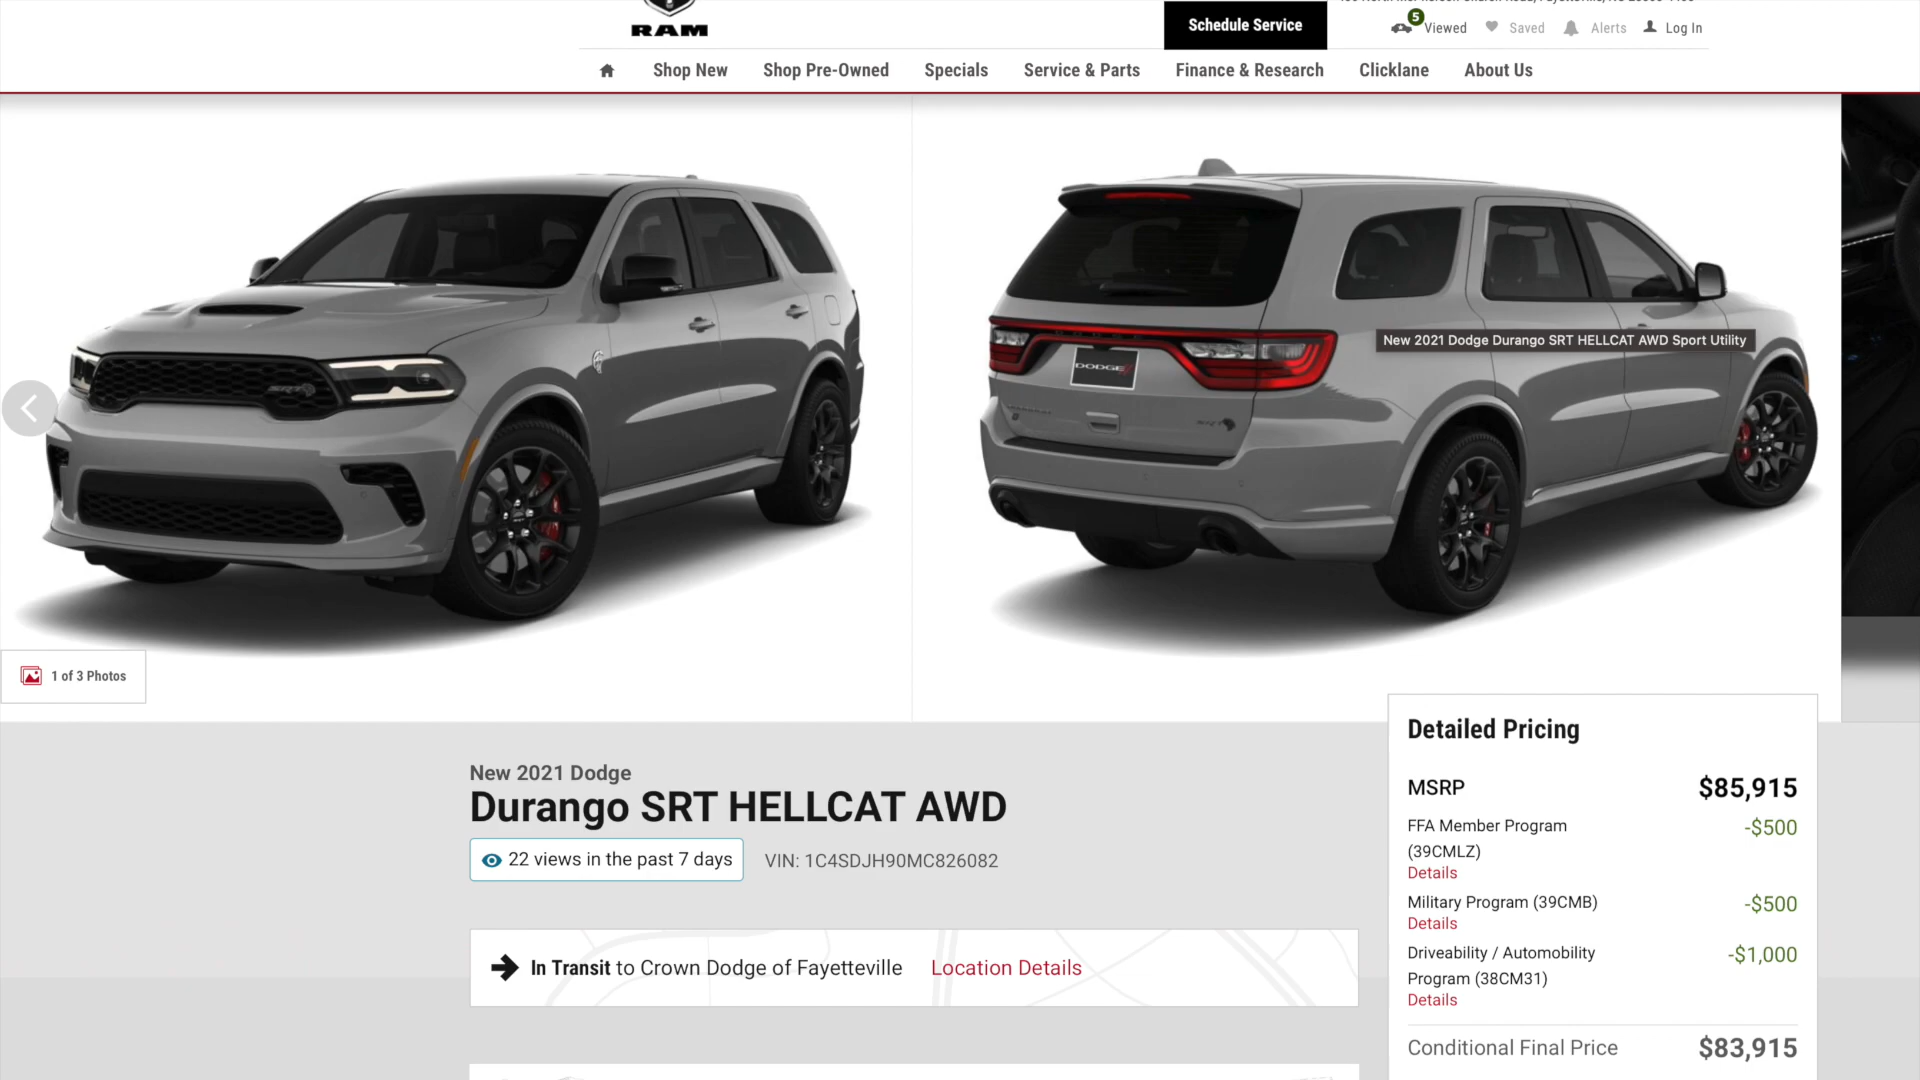 RAM
Schedule Service
5
Viewed
Saved
Alerts
Log In
Shop New
Shop Pre-Owned
Specials
Service & Parts
Finance & Research
Clicklane
About Us
SRT
DODGE
SRT
New 2021 Dodge Durango SRT HELLCAT AWD Sport Utility
1 of 3 Photos
New 2021 Dodge
Durango SRT HELLCAT AWD
22 views in the past 7 days
VIN: 1C4SDJH90MC826082
In Transit to Crown Dodge of Fayetteville
Location Details
Detailed Pricing
MSRP $85,915
FFA Member Program -$500
(39CMLZ)
Details
Military Program (39CMB) -$500
Details
Driveability / Automobility -$1,000
Program (38CM31)
Details
Conditional Final Price $83,915